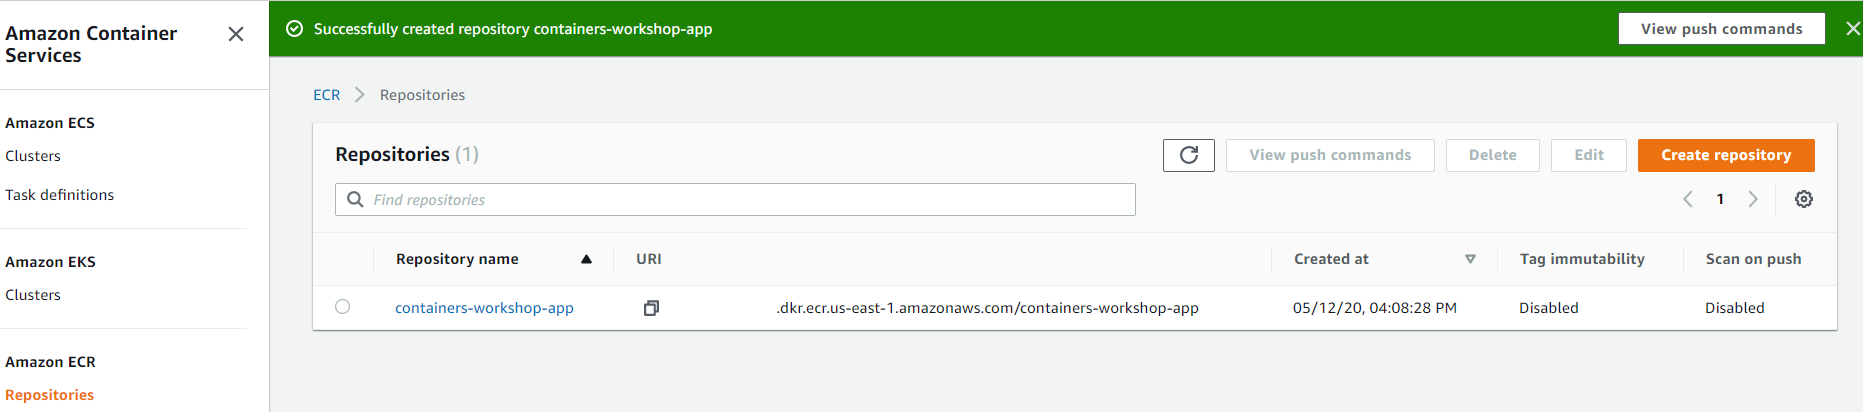 Amazon Container
Services
Successfully created repository containers-workshop-app
View push commands
ECR
Repositories
Amazon ECS
Clusters
Task definitions
Amazon EKS
Clusters
Amazon ECR
Repositories
Repositories (1)
View push commands
Delete
Edit
Create repository
Find repositories
1
Repository name
URI
Created at
Tag immutability
Scan on push
containers-workshop-app
.dkr.ecr.us-east-1.amazonaws.com/containers-workshop-app
05/12/20, 04:08:28 PM
Disabled
Disabled